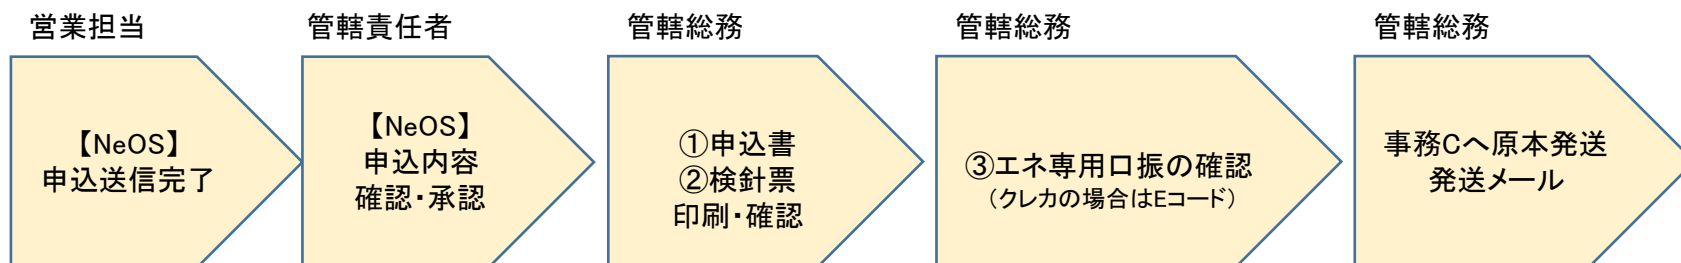 営業担当
【NeOS】
申込送信完了
管轄責任者
【NeOS】
申込内容
確認・承認
管轄総務
①申込書
②検針票
印刷・確認
管轄総務
③エネ専用口振の確認
（クレカの場合はEコード）
管轄総務
事務Cへ原本発送
発送メール